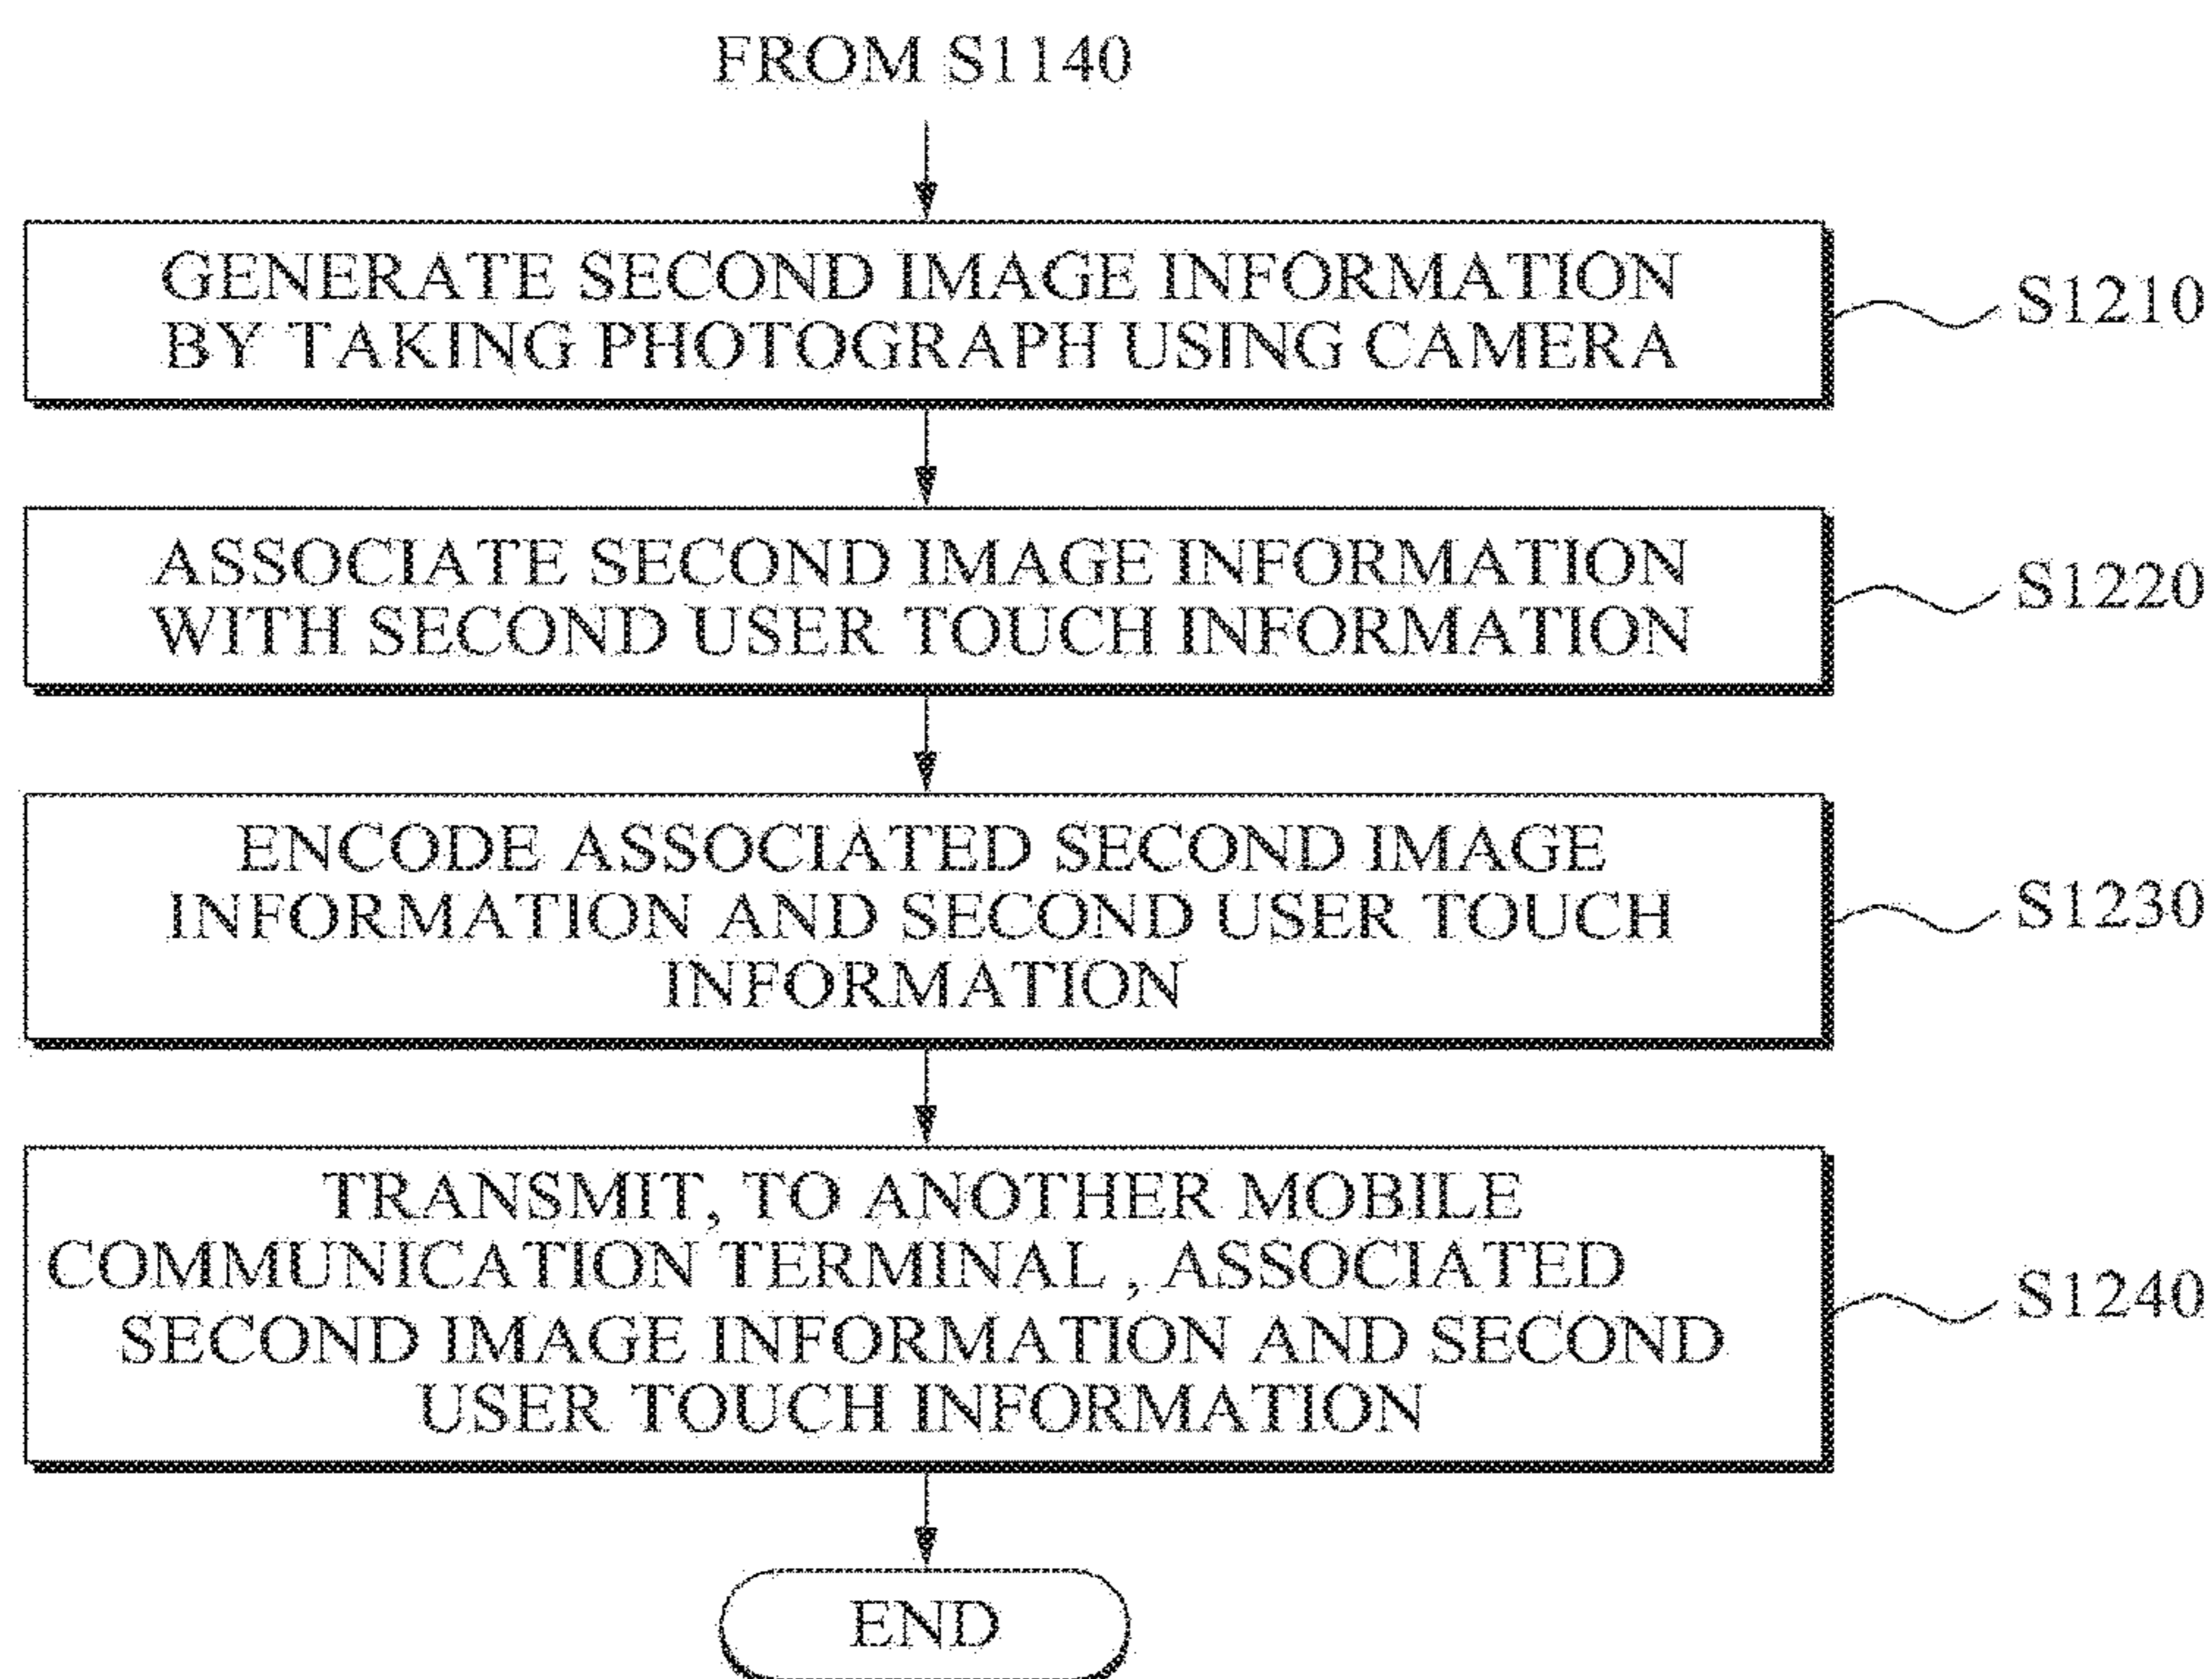 FROM S1140
GENERATE SECOND IMAGE INFORMATION
BY TAKING PHOTOGRAPH USING CAMERA
S1210
ASSOCIATE SECOND IMAGE INFORMATION
WITH SECOND USER TOUCH INFORMATION
S1220
ENCODE ASSOCIATED SECOND IMAGE
INFORMATION AND SECOND USER TOUCH
INFORMATION
S1230
TRANSMIT, TO ANOTHER MOBILE
COMMUNICATION TERMINAL , ASSOCIATED
SECOND IMAGE INFORMATION AND SECOND
USER TOUCH INFORMATION
S1240
END